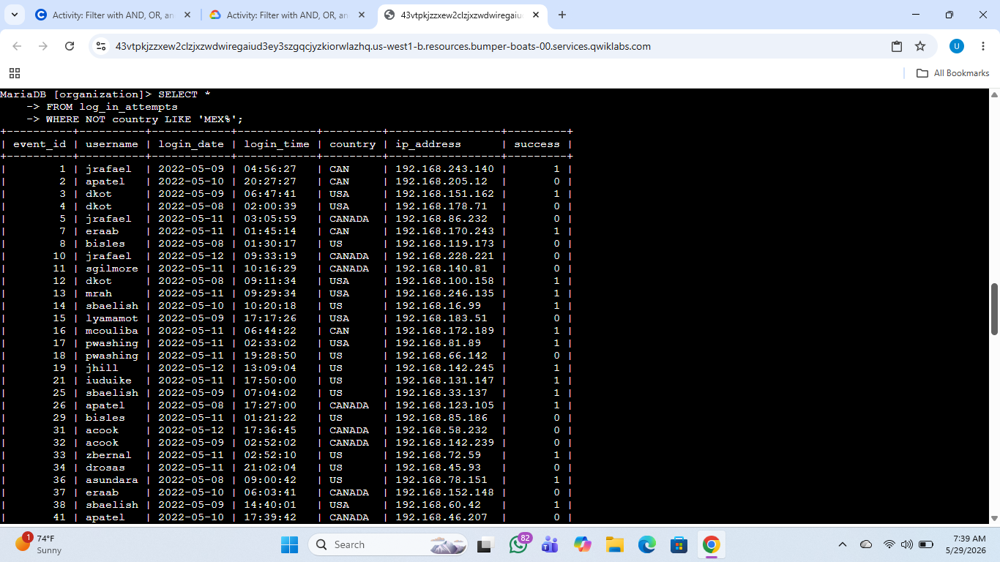 Activity: Filter with AND, OR, an
Activity: Filter with AND, OR, an
43vtpkjzzxew2clzjxzwdwiregaiud
43vtpkjzzxew2clzjxzwdwiregaiud3ey3szgqcjyzkiorwlazhq.us-west1-b.resources.bumper-boats-00.services.qwiklabs.com
U
All Bookmarks
MariaDB [organization]> SELECT *
    -> FROM log_in_attempts
    -> WHERE NOT country LIKE 'MEX%';
+----------+----------+------------+------------+---------+-----------------+---------+
| event_id | username | login_date | login_time | country | ip_address      | success |
+----------+----------+------------+------------+---------+-----------------+---------+
|        1 | jrafael  | 2022-05-09 | 04:56:27   | CAN     | 192.168.243.140 |       1 |
|        2 | apatel   | 2022-05-10 | 20:27:27   | CAN     | 192.168.205.12  |       0 |
|        3 | dkot     | 2022-05-09 | 06:47:41   | USA     | 192.168.151.162 |       1 |
|        4 | dkot     | 2022-05-08 | 02:00:39   | USA     | 192.168.178.71  |       0 |
|        5 | jrafael  | 2022-05-11 | 03:05:59   | CANADA  | 192.168.86.232  |       0 |
|        7 | eraab    | 2022-05-11 | 01:45:14   | CAN     | 192.168.170.243 |       1 |
|        8 | bisles   | 2022-05-08 | 01:30:17   | US      | 192.168.119.173 |       0 |
|       10 | jrafael  | 2022-05-12 | 09:33:19   | CANADA  | 192.168.228.221 |       0 |
|       11 | sgilmore | 2022-05-11 | 10:16:29   | CANADA  | 192.168.140.81  |       0 |
|       12 | dkot     | 2022-05-08 | 09:11:34   | USA     | 192.168.100.158 |       1 |
|       13 | mrah     | 2022-05-11 | 09:29:34   | USA     | 192.168.246.135 |       1 |
|       14 | sbaelish | 2022-05-10 | 10:20:18   | US      | 192.168.16.99   |       1 |
|       15 | lyamamot | 2022-05-09 | 17:17:26   | USA     | 192.168.183.51  |       0 |
|       16 | mcouliba | 2022-05-11 | 06:44:22   | CAN     | 192.168.172.189 |       1 |
|       17 | pwashing | 2022-05-11 | 02:33:02   | USA     | 192.168.81.89   |       1 |
|       18 | pwashing | 2022-05-11 | 19:28:50   | US      | 192.168.66.142  |       0 |
|       19 | jhill    | 2022-05-12 | 13:09:04   | US      | 192.168.142.245 |       1 |
|       21 | iuduike  | 2022-05-11 | 17:50:00   | US      | 192.168.131.147 |       1 |
|       25 | sbaelish | 2022-05-09 | 07:04:02   | US      | 192.168.33.137  |       1 |
|       26 | apatel   | 2022-05-08 | 17:27:00   | CANADA  | 192.168.123.105 |       1 |
|       29 | bisles   | 2022-05-11 | 01:21:22   | US      | 192.168.85.186  |       0 |
|       31 | acook    | 2022-05-12 | 17:36:45   | CANADA  | 192.168.58.232  |       0 |
|       32 | acook    | 2022-05-09 | 02:52:02   | CANADA  | 192.168.142.239 |       0 |
|       33 | zbernal  | 2022-05-11 | 02:52:10   | US      | 192.168.72.59   |       1 |
|       34 | drosas   | 2022-05-11 | 21:02:04   | US      | 192.168.45.93   |       0 |
|       36 | asundara | 2022-05-08 | 09:00:42   | US      | 192.168.78.151  |       1 |
|       37 | eraab    | 2022-05-10 | 06:03:41   | CANADA  | 192.168.152.148 |       0 |
|       38 | sbaelish | 2022-05-09 | 14:40:01   | USA     | 192.168.60.42   |       1 |
|       41 | apatel   | 2022-05-10 | 17:39:42   | CANADA  | 192.168.46.207  |       0 |
1
74°F
Sunny
Search
82
7:39 AM
5/29/2026